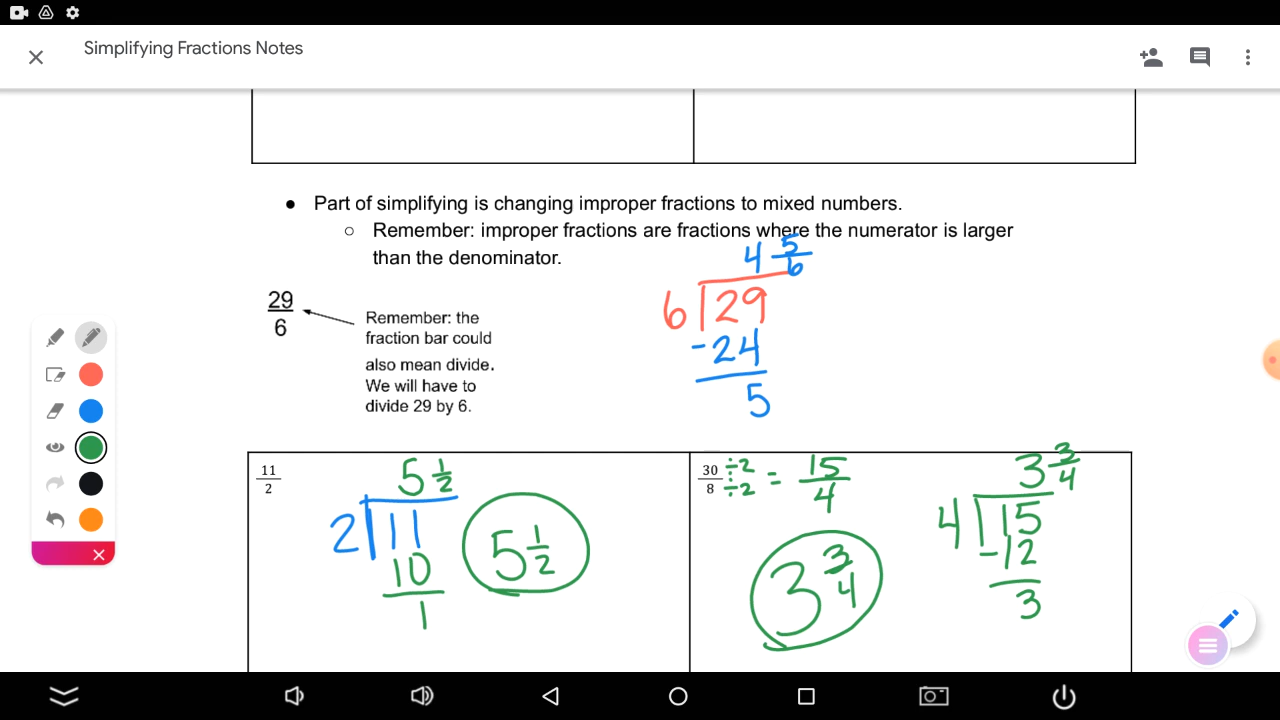 Simplifying Fractions Notes
● Part of simplifying is changing improper fractions to mixed numbers.
○ Remember: improper fractions are fractions where the numerator is larger
than the denominator.
29/6
Remember: the
fraction bar could
also mean divide.
We will have to
divide 29 by 6.
4 5/6
6 29
-24
5
11/2
5 1/2
2 11
10
1
5 1/2
30/8 ÷2/÷2 = 15/4
3 3/4
4 15
-12
3
3 3/4